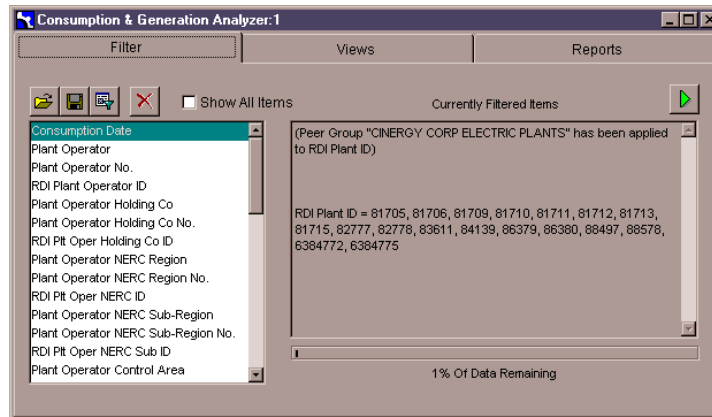 Consumption & Generation Analyzer:1
Filter
Views
Reports
Show All Items
Currently Filtered Items
Consumption Date
Plant Operator
Plant Operator No.
RDI Plant Operator ID
Plant Operator Holding Co
Plant Operator Holding Co No.
RDI Plt Oper Holding Co ID
Plant Operator NERC Region
Plant Operator NERC Region No.
RDI Plt Oper NERC ID
Plant Operator NERC Sub-Region
Plant Operator NERC Sub-Region No.
RDI Plt Oper NERC Sub ID
Plant Operator Control Area
(Peer Group "CINERGY CORP ELECTRIC PLANTS" has been applied
to RDI Plant ID)
RDI Plant ID = 81705, 81706, 81709, 81710, 81711, 81712, 81713,
81715, 82777, 82778, 83611, 84139, 86379, 86380, 88497, 88578,
6384772, 6384775
1% Of Data Remaining